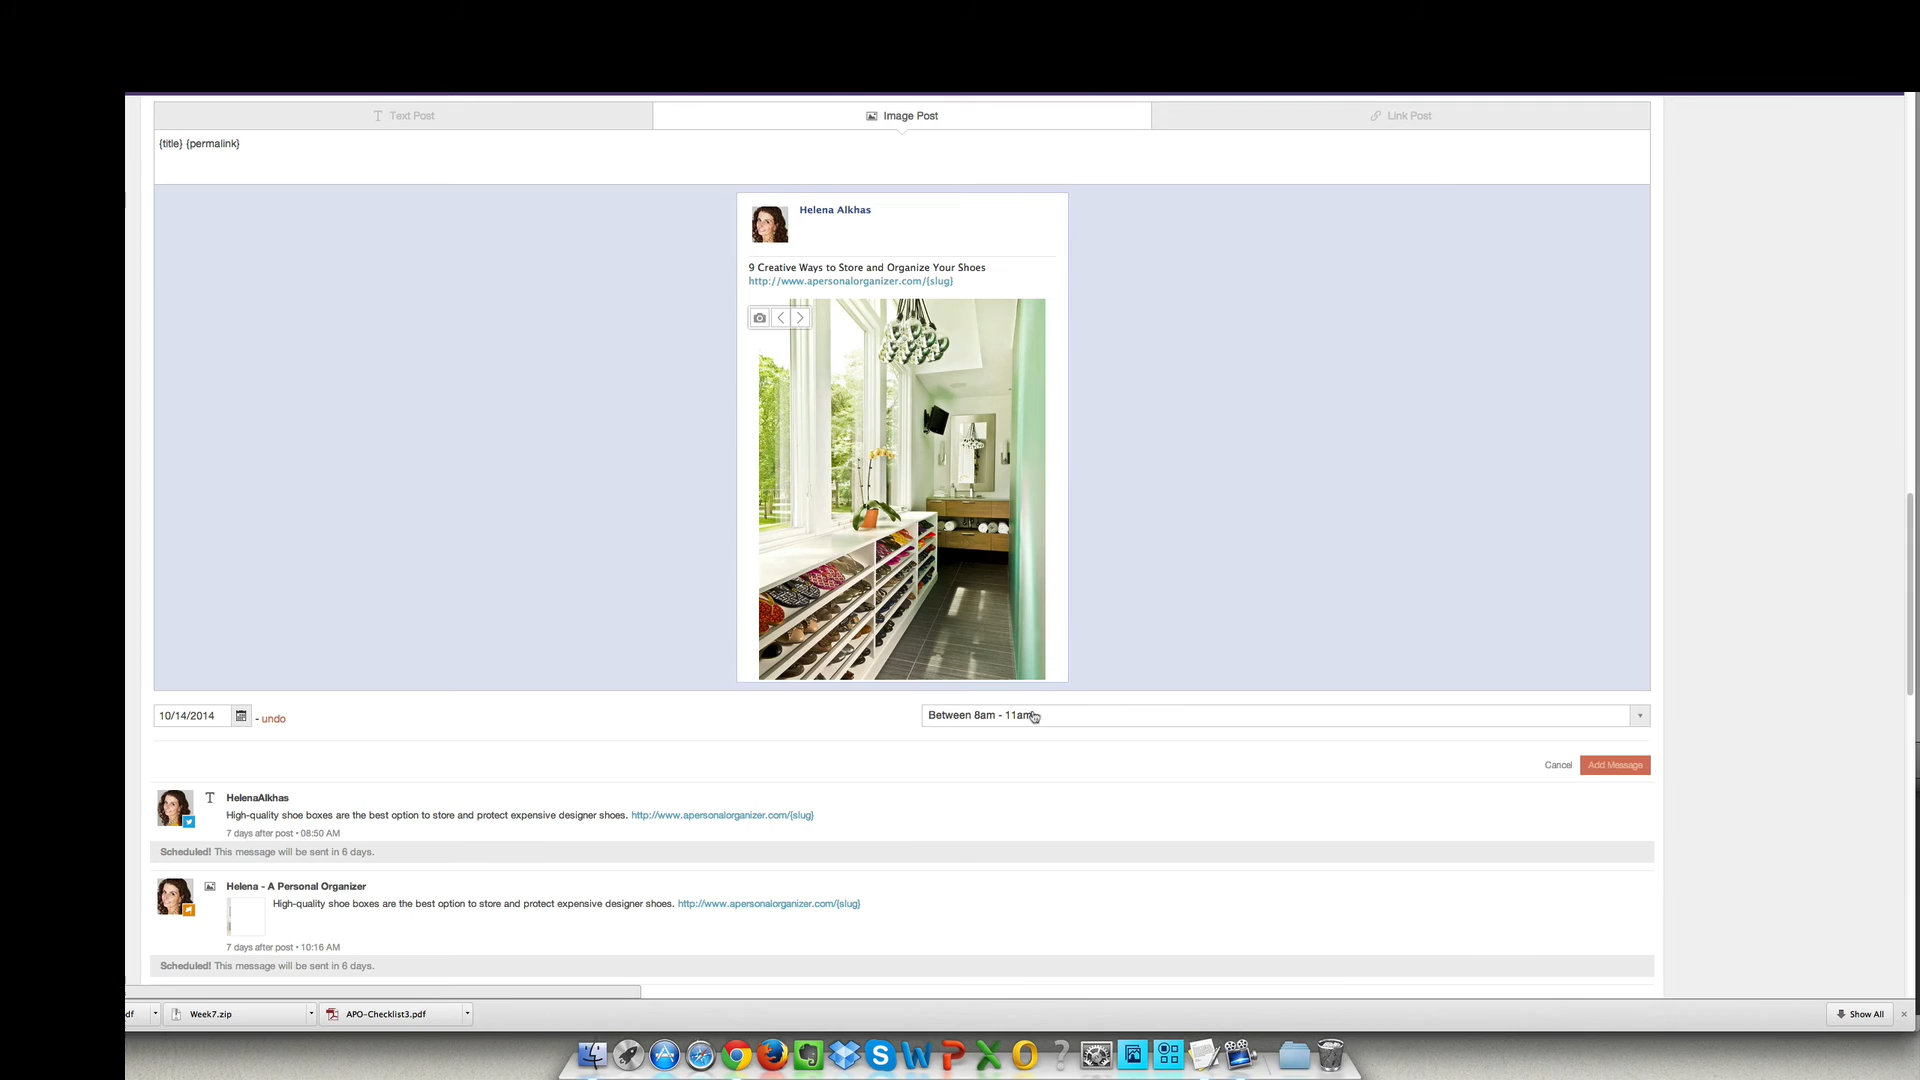 Text Post
Image Post
Link Post
{title} {permalink}
Helena Alkhas
9 Creative Ways to Store and Organize Your Shoes
http://www.apersonalorganizer.com/{slug}
10/14/2014
- undo
Between 8am - 11am
Cancel
Add Message
HelenaAlkhas
High-quality shoe boxes are the best option to store and protect expensive designer shoes. http://www.apersonalorganizer.com/{slug}
7 days after post • 08:50 AM
Scheduled! This message will be sent in 6 days.
Helena - A Personal Organizer
High-quality shoe boxes are the best option to store and protect expensive designer shoes. http://www.apersonalorganizer.com/{slug}
7 days after post • 10:16 AM
Scheduled! This message will be sent in 6 days.
df
Week7.zip
APO-Checklist3.pdf
Show All